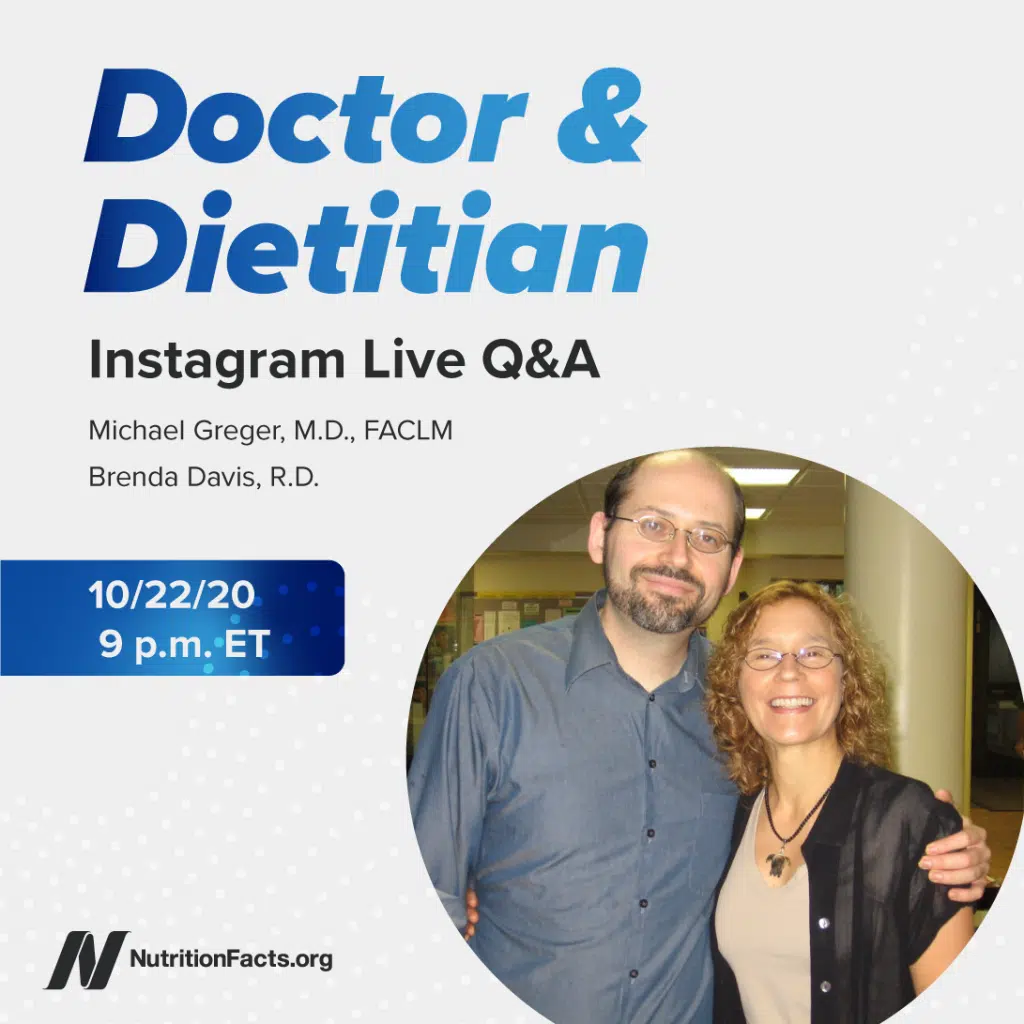 Doctor &
Dietitian
Instagram Live Q&A
Michael Greger, M.D., FACLM
Brenda Davis, R.D.
10/22/20
9 p.m. ET
NutritionFacts.org